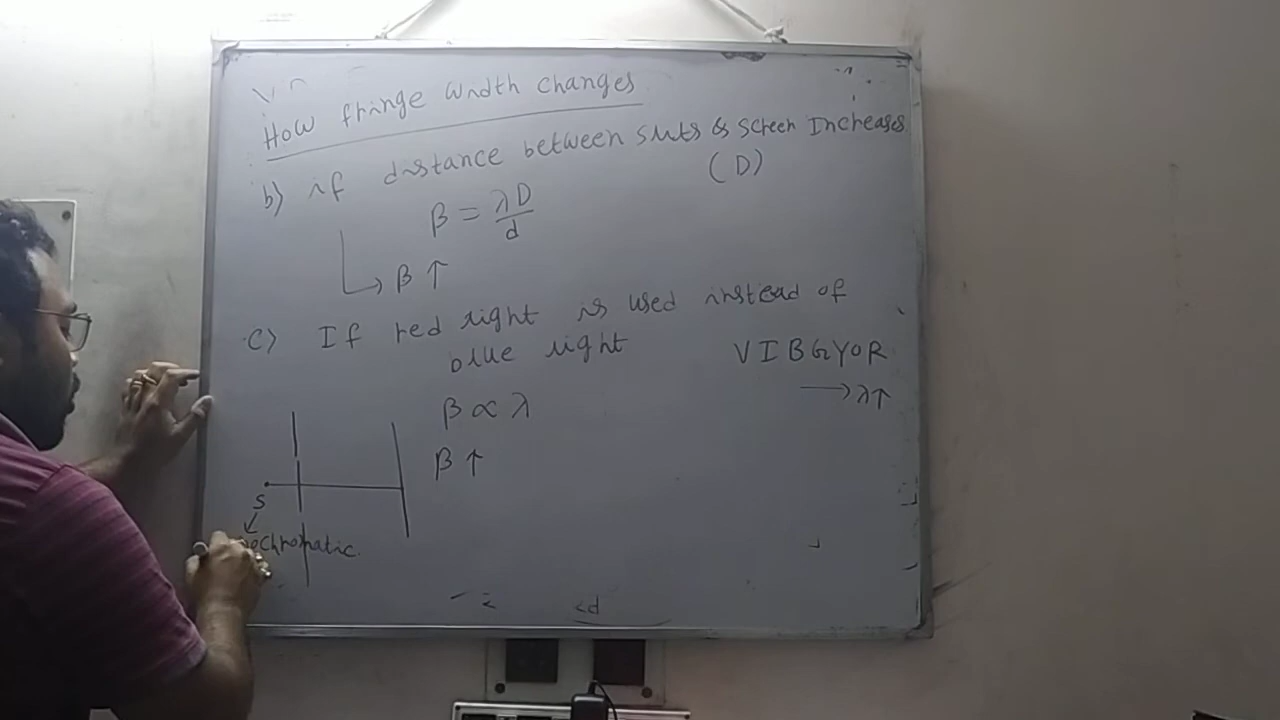 How fringe width changes
b) if distance between slits & screen Increases
(D)
β = λD/d
↳ β ↑
c) If red light is used instead of
blue light
VIBGYOR
⟶ λ↑
β ∝ λ
β ↑
S
ochromatic.
<d